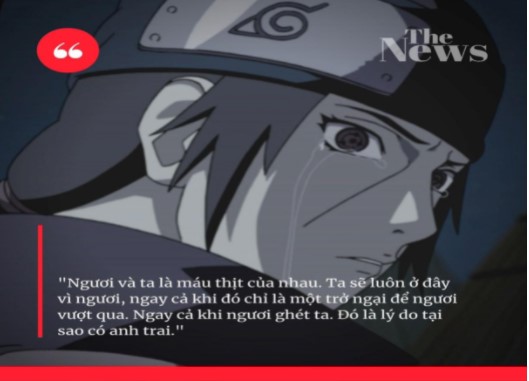 The
News
"Ngươi và ta là máu thịt của nhau. Ta sẽ luôn ở đây
vì ngươi, ngay cả khi đó chỉ là một trở ngại để ngươi
vượt qua. Ngay cả khi ngươi ghét ta. Đó là lý do tại
sao có anh trai."